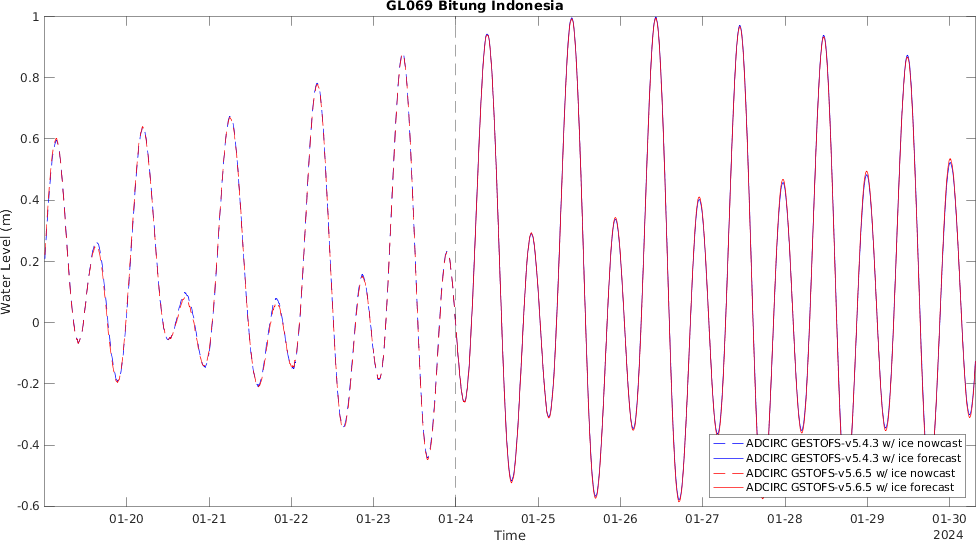 GL069 Bitung Indonesia
1
0.8
0.6
0.4
0.2
0
-0.2
-0.4
-0.6
Water Level (m)
ADCIRC GESTOFS-v5.4.3 w/ ice nowcast
ADCIRC GESTOFS-v5.4.3 w/ ice forecast
ADCIRC GSTOFS-v5.6.5 w/ ice nowcast
ADCIRC GSTOFS-v5.6.5 w/ ice forecast
01-20 01-21 01-22 01-23 01-24 01-25 01-26 01-27 01-28 01-29 01-30
Time 2024